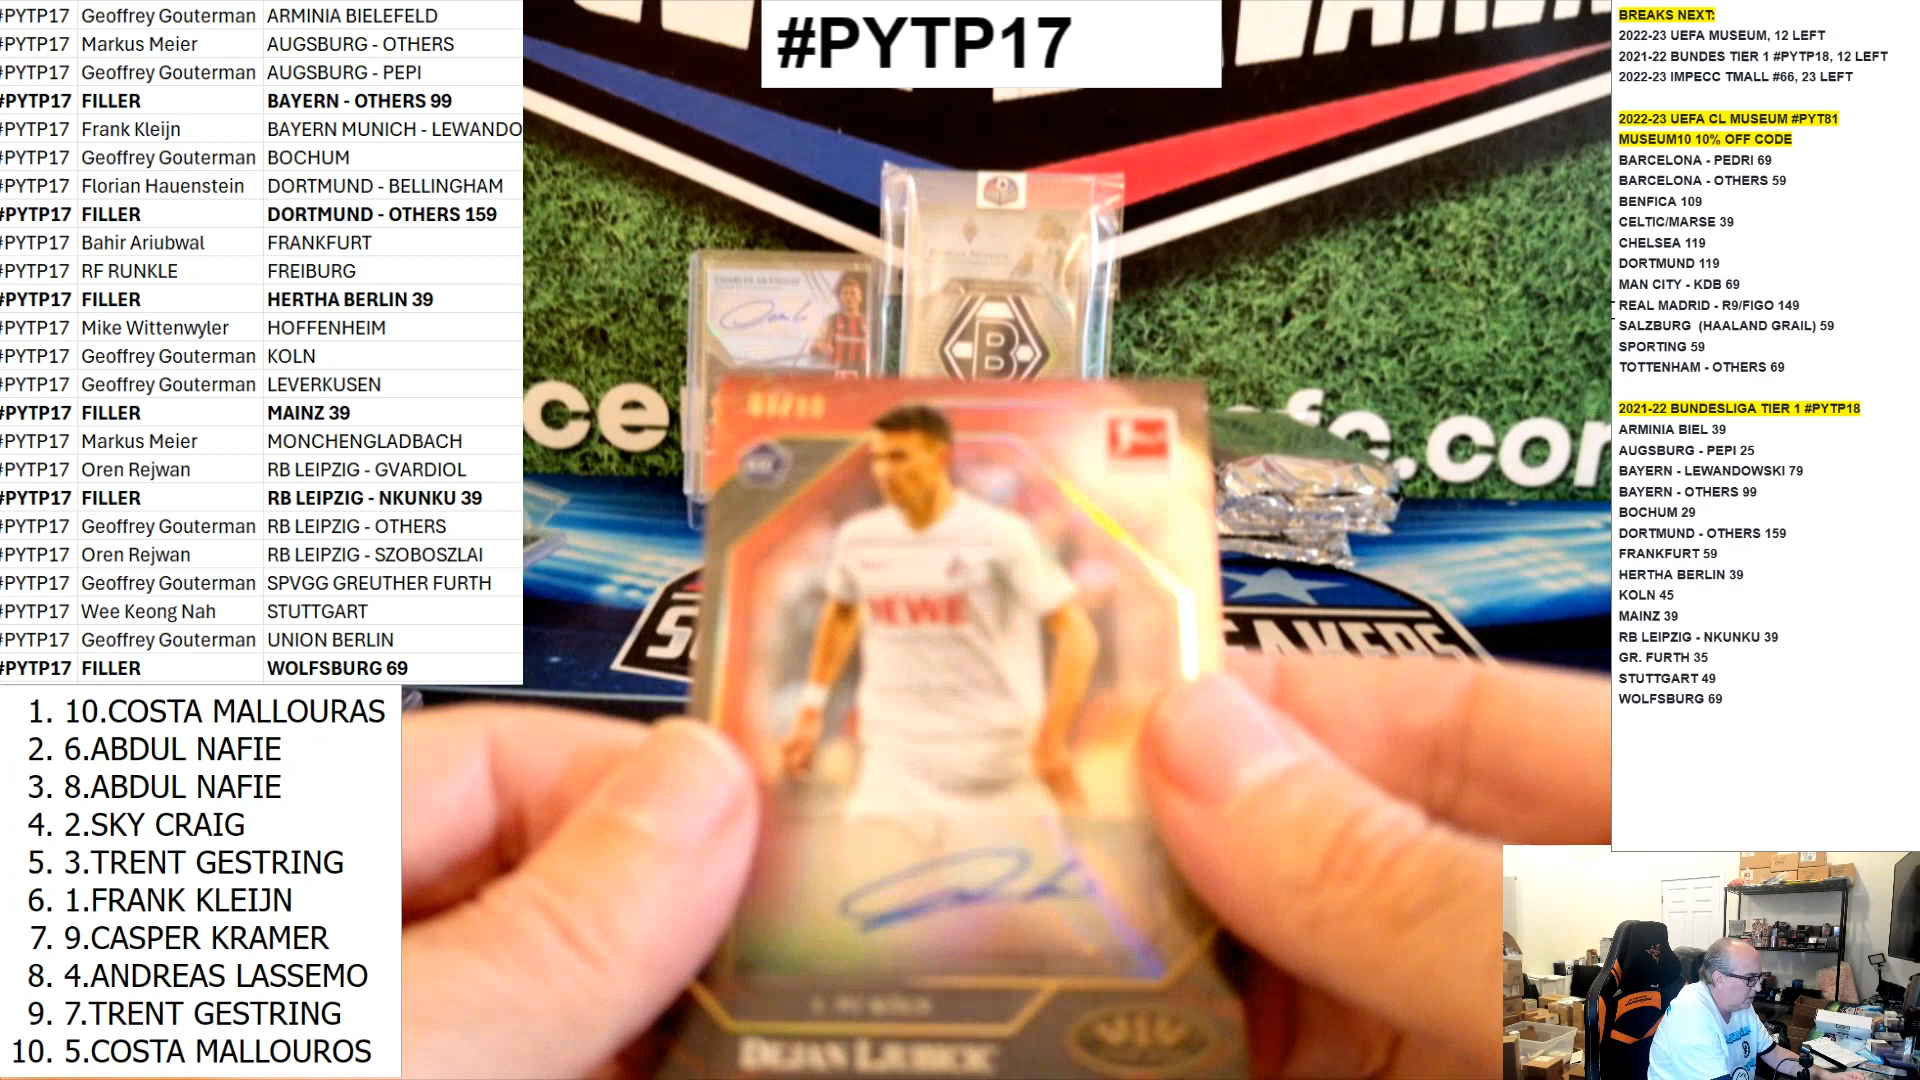 #PYTP17 Geoffrey Gouterman ARMINIA BIELEFELD
#PYTP17 Markus Meier AUGSBURG - OTHERS
#PYTP17 Geoffrey Gouterman AUGSBURG - PEPI
#PYTP17 FILLER BAYERN - OTHERS 99
#PYTP17 Frank Kleijn BAYERN MUNICH - LEWANDO
#PYTP17 Geoffrey Gouterman BOCHUM
#PYTP17 Florian Hauenstein DORTMUND - BELLINGHAM
#PYTP17 FILLER DORTMUND - OTHERS 159
#PYTP17 Bahir Ariubwal FRANKFURT
#PYTP17 RF RUNKLE FREIBURG
#PYTP17 FILLER HERTHA BERLIN 39
#PYTP17 Mike Wittenwyler HOFFENHEIM
#PYTP17 Geoffrey Gouterman KOLN
#PYTP17 Geoffrey Gouterman LEVERKUSEN
#PYTP17 FILLER MAINZ 39
#PYTP17 Markus Meier MONCHENGLADBACH
#PYTP17 Oren Rejwan RB LEIPZIG - GVARDIOL
#PYTP17 FILLER RB LEIPZIG - NKUNKU 39
#PYTP17 Geoffrey Gouterman RB LEIPZIG - OTHERS
#PYTP17 Oren Rejwan RB LEIPZIG - SZOBOSZLAI
#PYTP17 Geoffrey Gouterman SPVGG GREUTHER FURTH
#PYTP17 Wee Keong Nah STUTTGART
#PYTP17 Geoffrey Gouterman UNION BERLIN
#PYTP17 FILLER WOLFSBURG 69
1. 10.COSTA MALLOURAS
2. 6.ABDUL NAFIE
3. 8.ABDUL NAFIE
4. 2.SKY CRAIG
5. 3.TRENT GESTRING
6. 1.FRANK KLEIJN
7. 9.CASPER KRAMER
8. 4.ANDREAS LASSEMO
9. 7.TRENT GESTRING
10. 5.COSTA MALLOUROS
#PYTP17
REWE
DEJAN LJUBICIC
BREAKS NEXT:
2022-23 UEFA MUSEUM, 12 LEFT
2021-22 BUNDES TIER 1 #PYTP18, 12 LEFT
2022-23 IMPECC TMALL #66, 23 LEFT
2022-23 UEFA CL MUSEUM #PYT81
MUSEUM10 10% OFF CODE
BARCELONA - PEDRI 69
BARCELONA - OTHERS 59
BENFICA 109
CELTIC/MARSE 39
CHELSEA 119
DORTMUND 119
MAN CITY - KDB 69
REAL MADRID - R9/FIGO 149
SALZBURG (HAALAND GRAIL) 59
SPORTING 59
TOTTENHAM - OTHERS 69
2021-22 BUNDESLIGA TIER 1 #PYTP18
ARMINIA BIEL 39
AUGSBURG - PEPI 25
BAYERN - LEWANDOWSKI 79
BAYERN - OTHERS 99
BOCHUM 29
DORTMUND - OTHERS 159
FRANKFURT 59
HERTHA BERLIN 39
KOLN 45
MAINZ 39
RB LEIPZIG - NKUNKU 39
GR. FURTH 35
STUTTGART 49
WOLFSBURG 69